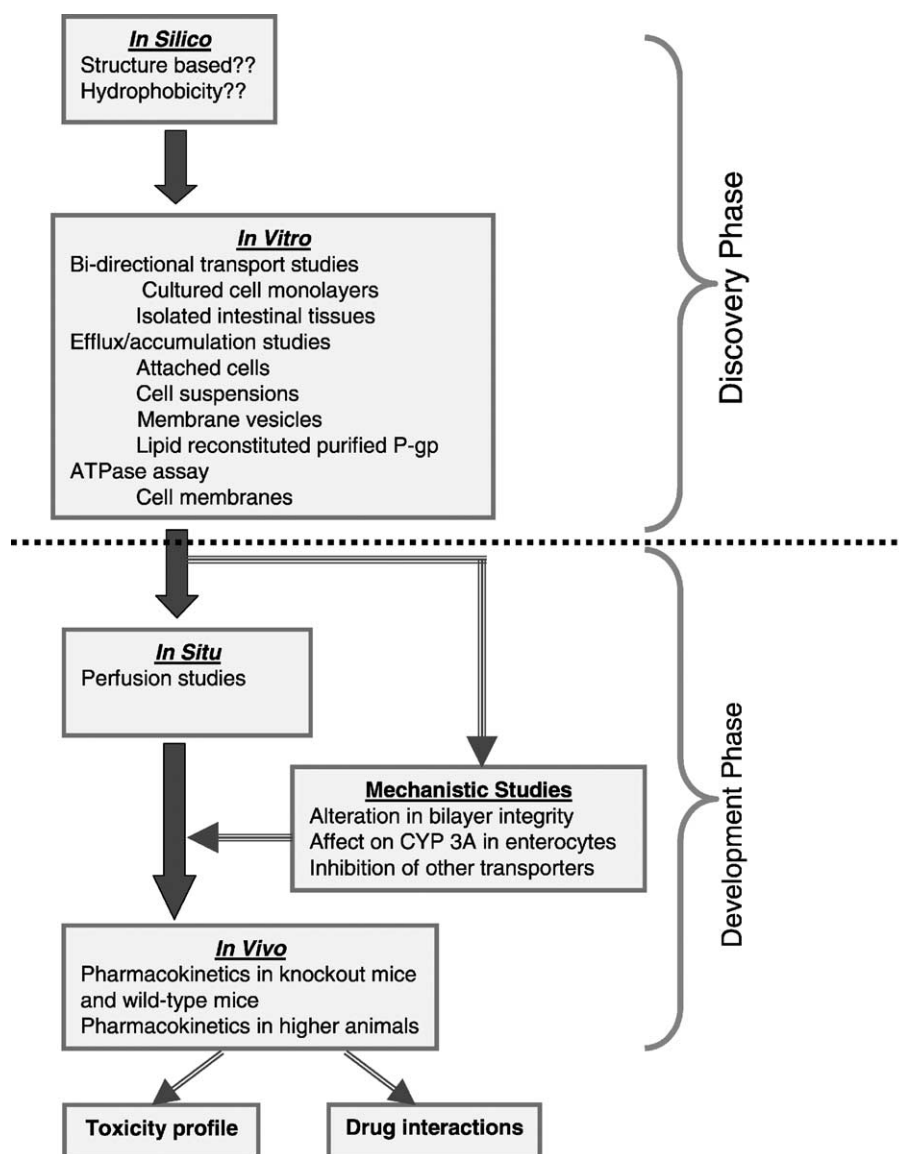 In Silico
Structure based??
Hydrophobicity??
In Vitro
Bi-directional transport studies
Cultured cell monolayers
Isolated intestinal tissues
Efflux/accumulation studies
Attached cells
Cell suspensions
Membrane vesicles
Lipid reconstituted purified P-gp
ATPase assay
Cell membranes
Discovery Phase
In Situ
Perfusion studies
Mechanistic Studies
Alteration in bilayer integrity
Affect on CYP 3A in enterocytes
Inhibition of other transporters
In Vivo
Pharmacokinetics in knockout mice
and wild-type mice
Pharmacokinetics in higher animals
Development Phase
Toxicity profile
Drug interactions